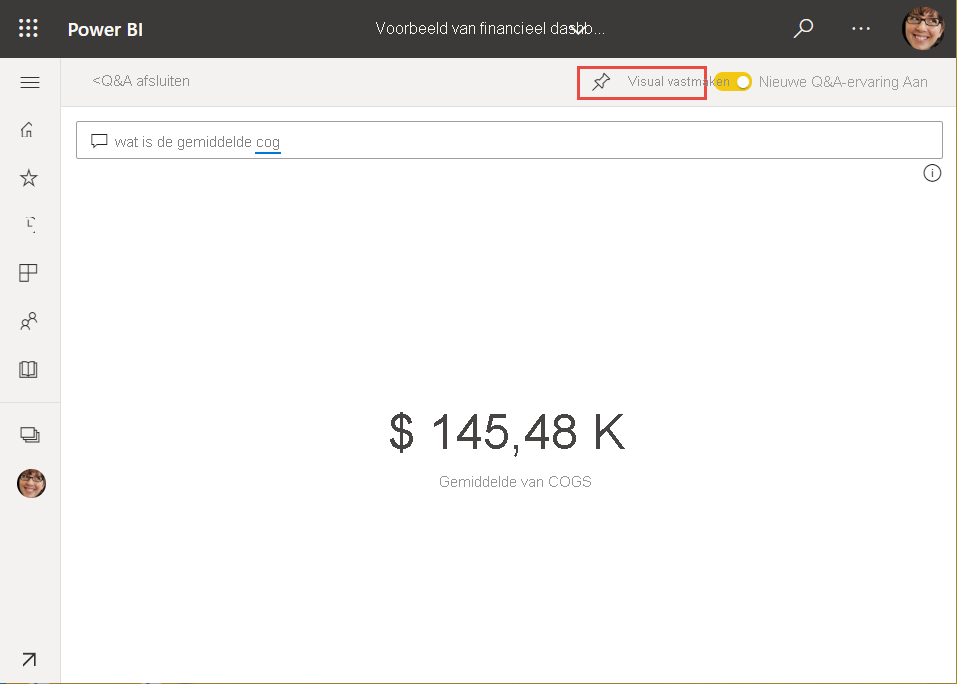 Power BI
Voorbeeld van financieel dashb...
<Q&A afsluiten
Visual vastmaken
Nieuwe Q&A-ervaring Aan
wat is de gemiddelde cog
$ 145,48 K
Gemiddelde van COGS